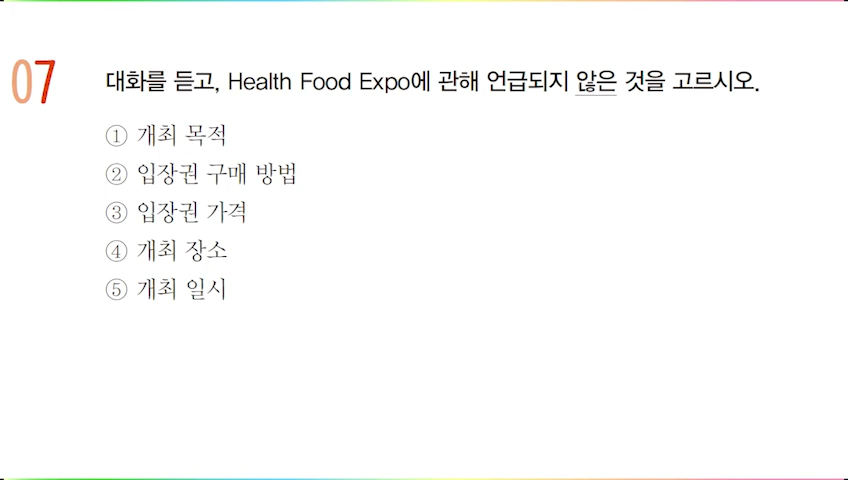 07
대화를 듣고, Health Food Expo에 관해 언급되지 않은 것을 고르시오.
① 개최 목적
② 입장권 구매 방법
③ 입장권 가격
④ 개최 장소
⑤ 개최 일시